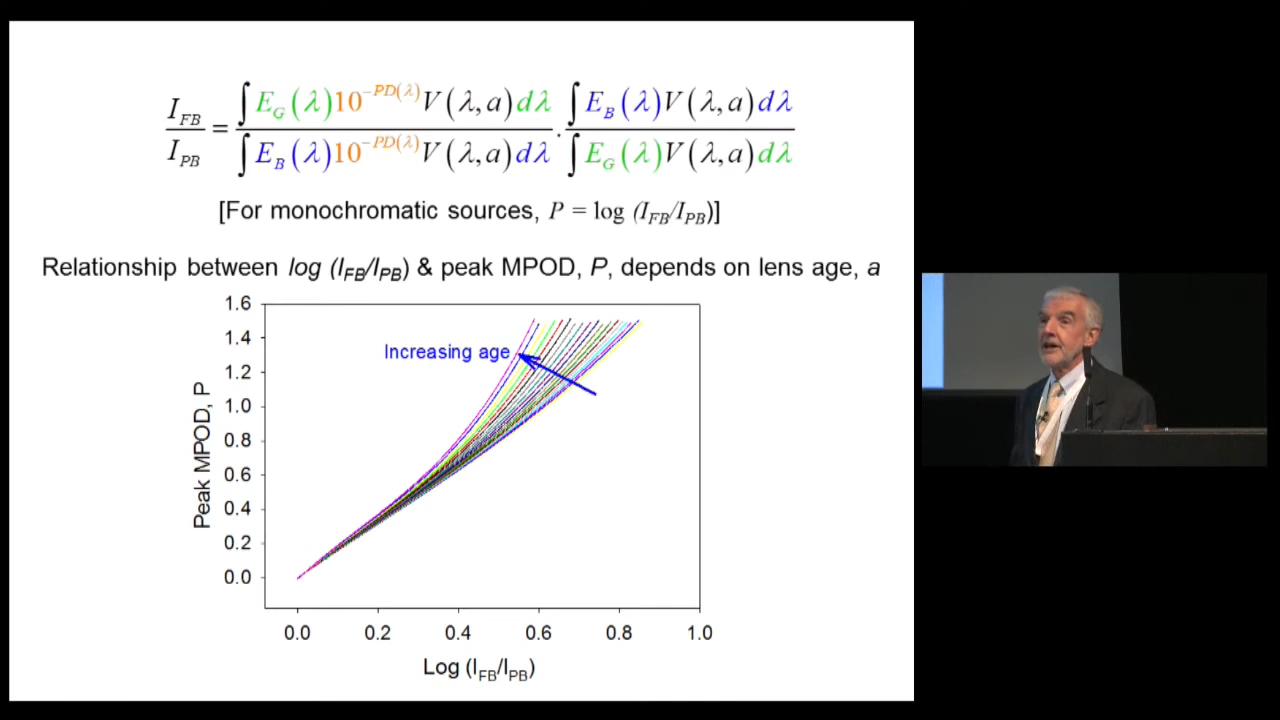 I_FB/I_PB = ∫E_G(λ)10^−PD(λ) V(λ,a)dλ / ∫E_B(λ)10^−PD(λ) V(λ,a)dλ . ∫E_B(λ)V(λ,a)dλ / ∫E_G(λ)V(λ,a)dλ
[For monochromatic sources, P = log (I_FB/I_PB)]
Relationship between log (I_FB/I_PB) & peak MPOD, P, depends on lens age, a
Peak MPOD, P
1.6
1.4
1.2
1.0
0.8
0.6
0.4
0.2
0.0
Increasing age
0.0 0.2 0.4 0.6 0.8 1.0
Log (I_FB/I_PB)